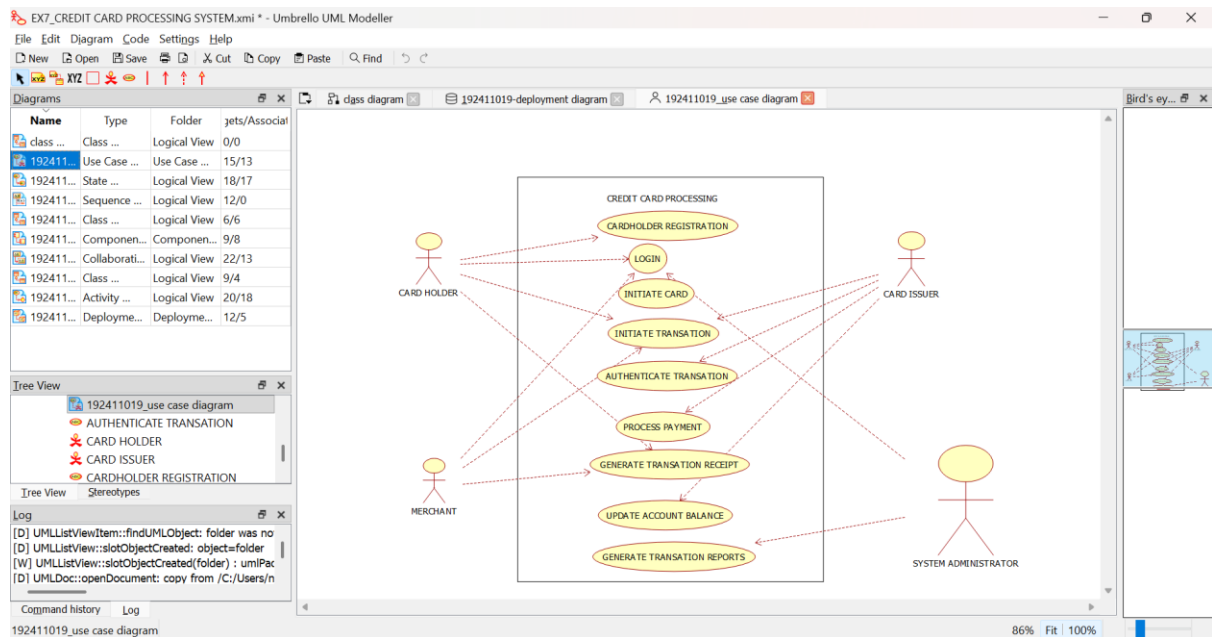 EX7_CREDIT CARD PROCESSING SYSTEM.xmi * - Umbrello UML Modeller
File Edit Diagram Code Settings Help
New Open Save Cut Copy Paste Find
XYZ XYZ
Diagrams
class diagram 192411019-deployment diagram 192411019_use case diagram
Bird's ey...
Name Type Folder gets/Associat
class ... Class ... Logical View 0/0
192411... Use Case ... Use Case ... 15/13
192411... State ... Logical View 18/17
192411... Sequence ... Logical View 12/0
192411... Class ... Logical View 6/6
192411... Componen... Componen... 9/8
192411... Collaborati... Logical View 22/13
192411... Class ... Logical View 9/4
192411... Activity ... Logical View 20/18
192411... Deployme... Deployme... 12/5
CREDIT CARD PROCESSING
CARDHOLDER REGISTRATION
LOGIN
CARD HOLDER
INITIATE CARD
CARD ISSUER
INITIATE TRANSATION
AUTHENTICATE TRANSATION
PROCESS PAYMENT
GENERATE TRANSATION RECEIPT
MERCHANT
UPDATE ACCOUNT BALANCE
GENERATE TRANSATION REPORTS
SYSTEM ADMINISTRATOR
Tree View
192411019_use case diagram
AUTHENTICATE TRANSATION
CARD HOLDER
CARD ISSUER
CARDHOLDER REGISTRATION
Tree View Stereotypes
Log
[D] UMLListViewItem::findUMLObject: folder was no
[D] UMLListView::slotObjectCreated: object=folder
[W] UMLListView::slotObjectCreated(folder) : umlPac
[D] UMLDoc::openDocument: copy from /C:/Users/n
Command history Log
192411019_use case diagram
86% Fit 100%